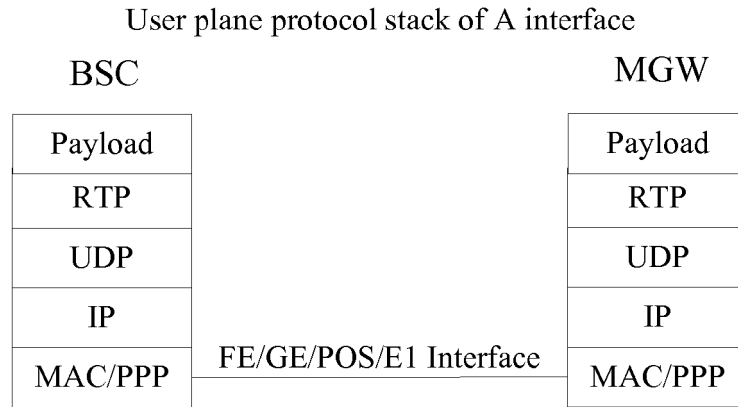 User plane protocol stack of A interface
BSC
MGW
Payload
Payload
RTP
RTP
UDP
UDP
IP
IP
MAC/PPP
FE/GE/POS/E1 Interface
MAC/PPP